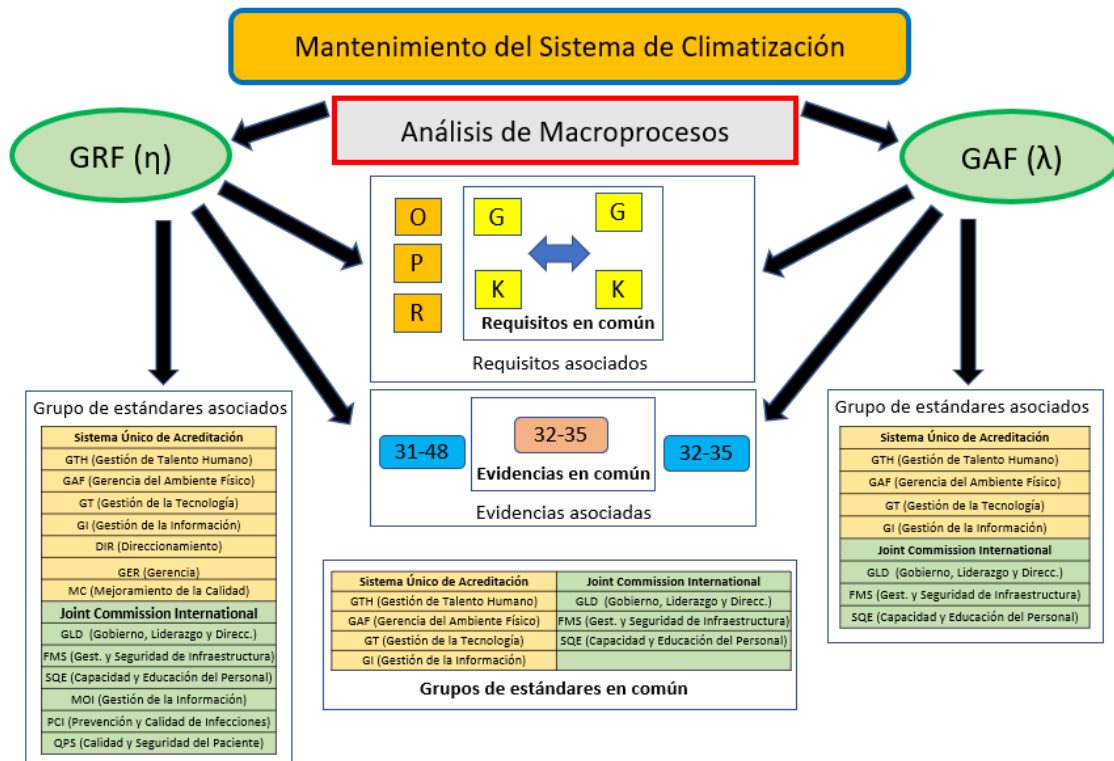 Mantenimiento del Sistema de Climatización
Análisis de Macroprocesos
GRF (η)
GAF (λ)
O
P
R
G
G
K
K
Requisitos en común
Requisitos asociados
31-48
32-35
32-35
Evidencias en común
Evidencias asociadas
Grupo de estándares asociados
Sistema Único de Acreditación
GTH (Gestión de Talento Humano)
GAF (Gerencia del Ambiente Físico)
GT (Gestión de la Tecnología)
GI (Gestión de la Información)
DIR (Direccionamiento)
GER (Gerencia)
MC (Mejoramiento de la Calidad)
Joint Commission International
GLD (Gobierno, Liderazgo y Direcc.)
FMS (Gest. y Seguridad de Infraestructura)
SQE (Capacidad y Educación del Personal)
MOI (Gestión de la Información)
PCI (Prevención y Calidad de Infecciones)
QPS (Calidad y Seguridad del Paciente)
Sistema Único de Acreditación
GTH (Gestión de Talento Humano)
GAF (Gerencia del Ambiente Físico)
GT (Gestión de la Tecnología)
GI (Gestión de la Información)
Joint Commission International
GLD (Gobierno, Liderazgo y Direcc.)
FMS (Gest. y Seguridad de Infraestructura)
SQE (Capacidad y Educación del Personal)
Grupos de estándares en común
Grupo de estándares asociados
Sistema Único de Acreditación
GTH (Gestión de Talento Humano)
GAF (Gerencia del Ambiente Físico)
GT (Gestión de la Tecnología)
GI (Gestión de la Información)
Joint Commission International
GLD (Gobierno, Liderazgo y Direcc.)
FMS (Gest. y Seguridad de Infraestructura)
SQE (Capacidad y Educación del Personal)